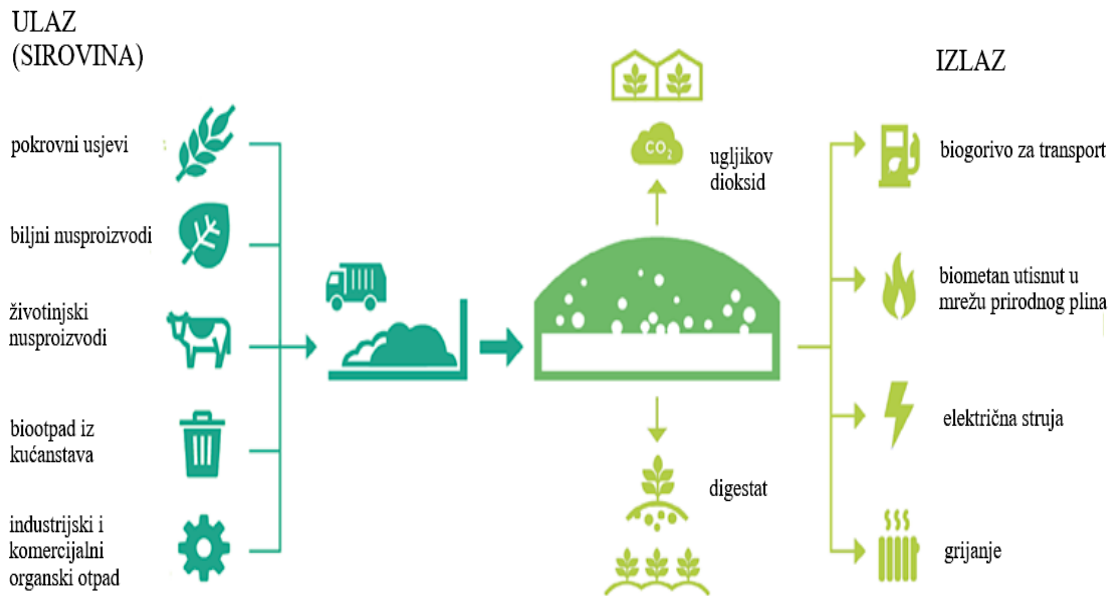 ULAZ
(SIROVINA)
pokrovni usjevi
biljni nusproizvodi
životinjski
nusproizvodi
biootpad iz
kućanstava
industrijski i
komercijalni
organski otpad
CO₂
ugljikov
dioksid
digestat
IZLAZ
biogorivo za transport
biometan utisnut u
mrežu prirodnog plina
električna struja
grijanje